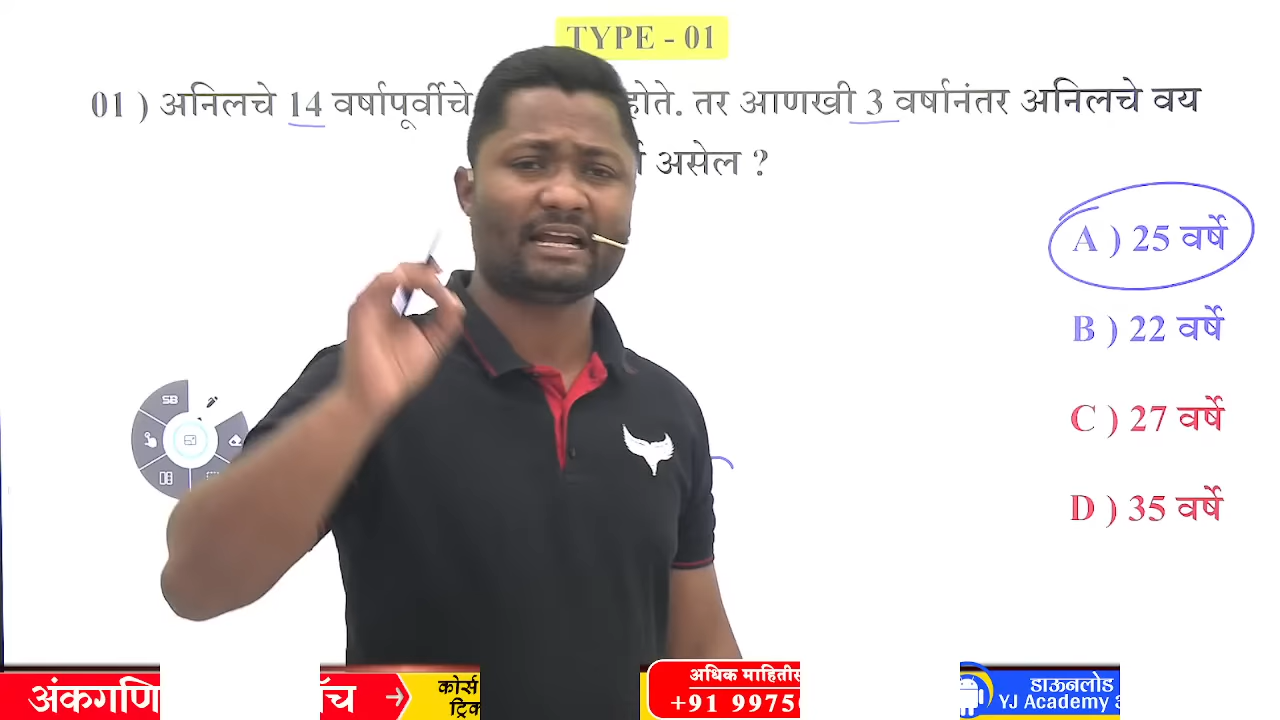 TYPE - 01
01 ) अनिलचे 14 वर्षापूर्वीचे होते. तर आणखी 3 वर्षानंतर अनिलचे वय
असेल ?
A ) 25 वर्षे
B ) 22 वर्षे
C ) 27 वर्षे
D ) 35 वर्षे
SB
कोर्स
अधिक माहितीस
+91 9975
डाऊनलोड
YJ Academy